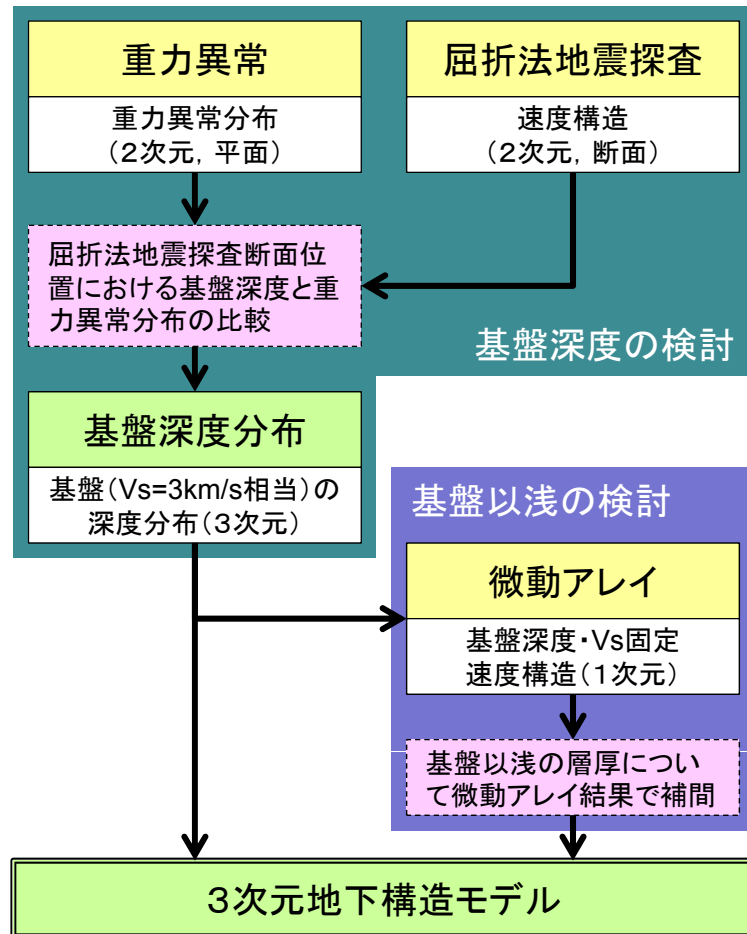 重力異常
重力異常分布
(2次元,平面)
屈折法地震探査
速度構造
(2次元,断面)
屈折法地震探査断面位
置における基盤深度と重
力異常分布の比較
基盤深度の検討
基盤深度分布
基盤(Vs=3km/s相当)の
深度分布(3次元)
基盤以浅の検討
微動アレイ
基盤深度・Vs固定
速度構造(1次元)
基盤以浅の層厚につい
て微動アレイ結果で補間
3次元地下構造モデル